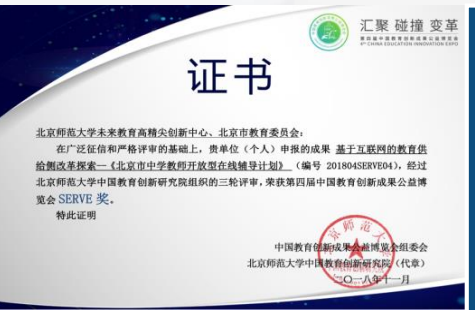 汇聚 碰撞 变革
第四届中国教育创新成果公益博览会
4th CHINA EDUCATION INNOVATION EXPO
证书
北京师范大学未来教育高精尖创新中心、北京市教育委员会：
在广泛征信和严格评审的基础上，贵单位（个人）申报的成果 基于互联网的教育供
给侧改革探索—《北京市中学教师开放型在线辅导计划》（编号 201804SERVE04），经过
北京师范大学中国教育创新研究院组织的三轮评审，荣获第四届中国教育创新成果公益博
览会 SERVE 奖。
特此证明
中国教育创新成果公益博览会组委会
北京师范大学中国教育创新研究院（代章）
二〇一八年十一月